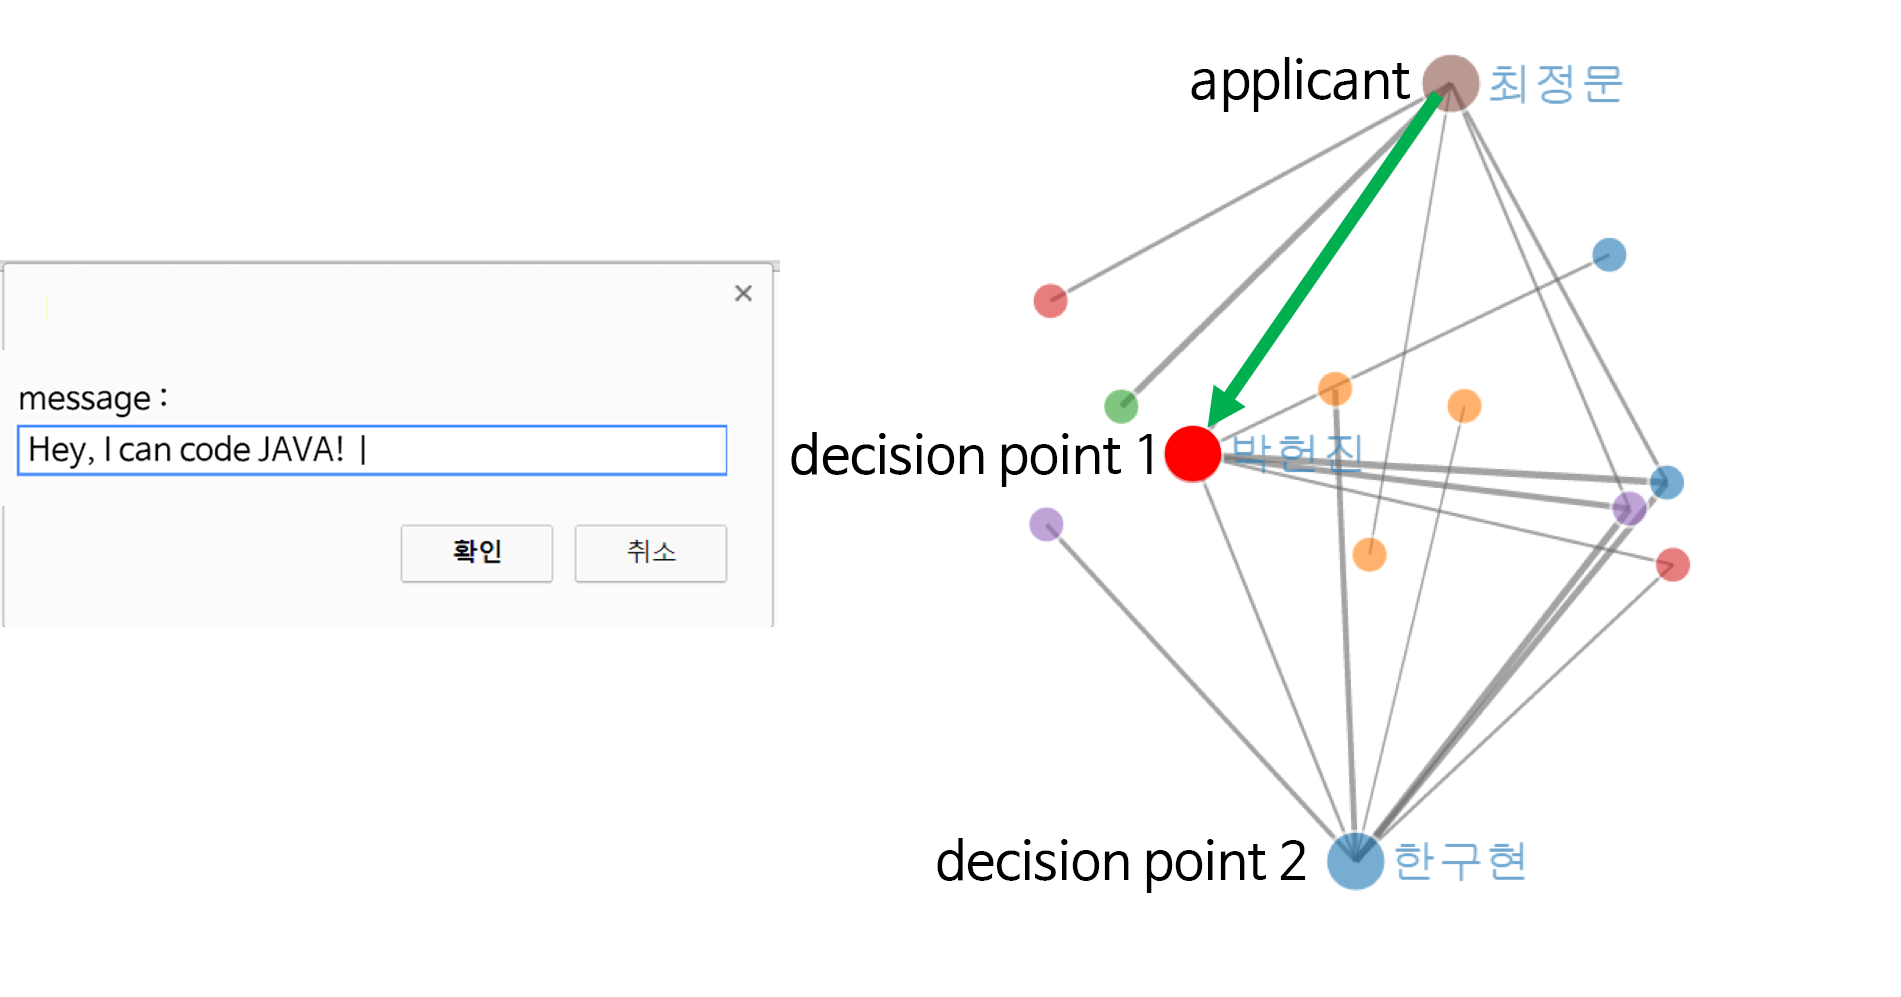 message :
Hey, I can code JAVA!
확인
취소
applicant
최정문
decision point 1
박현진
decision point 2
한구현